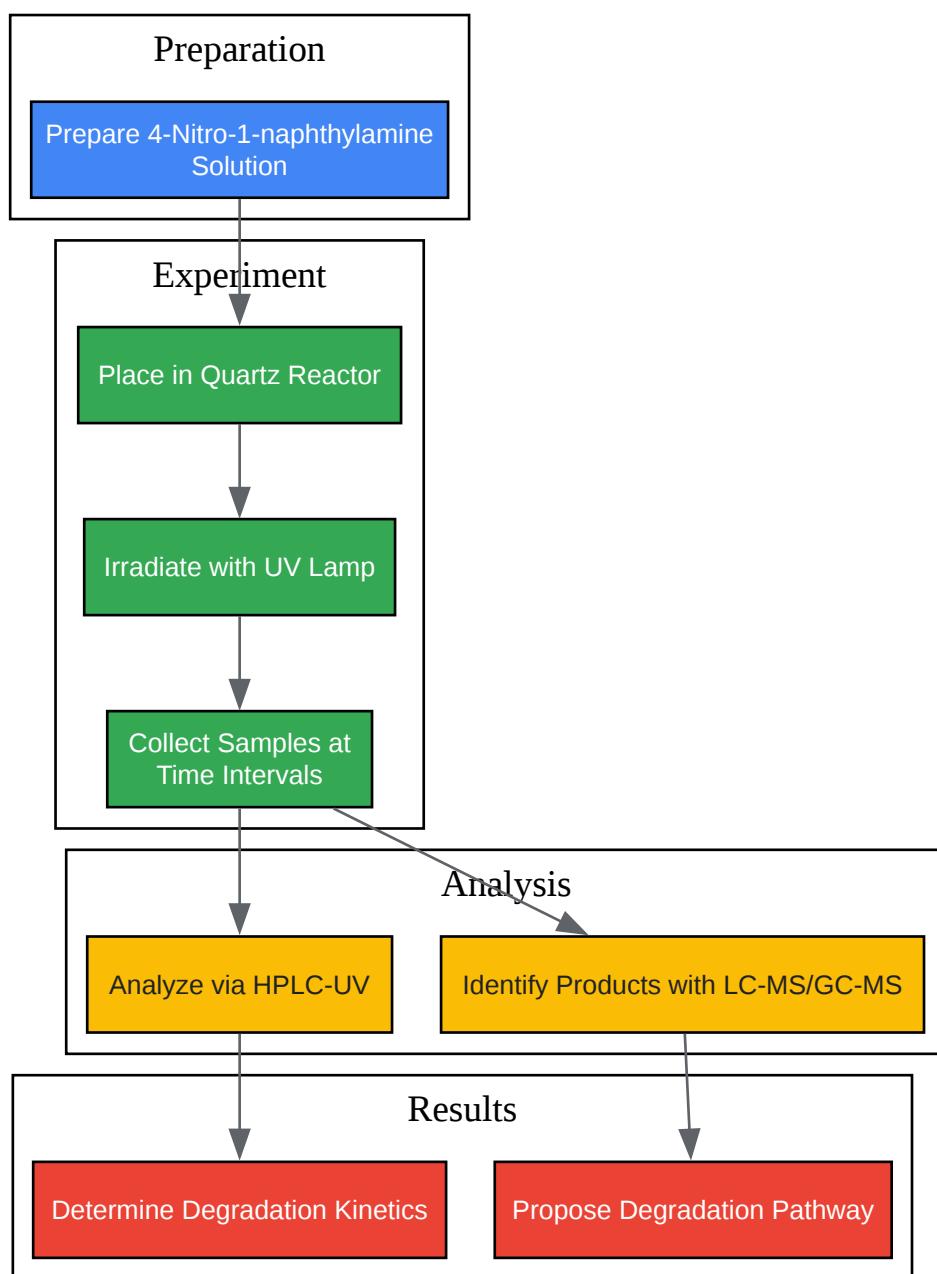 Preparation
Prepare 4-Nitro-1-naphthylamine
Solution
Experiment
Place in Quartz Reactor
Irradiate with UV Lamp
Collect Samples at
Time Intervals
Analysis
Analyze via HPLC-UV
Identify Products with LC-MS/GC-MS
Results
Determine Degradation Kinetics
Propose Degradation Pathway